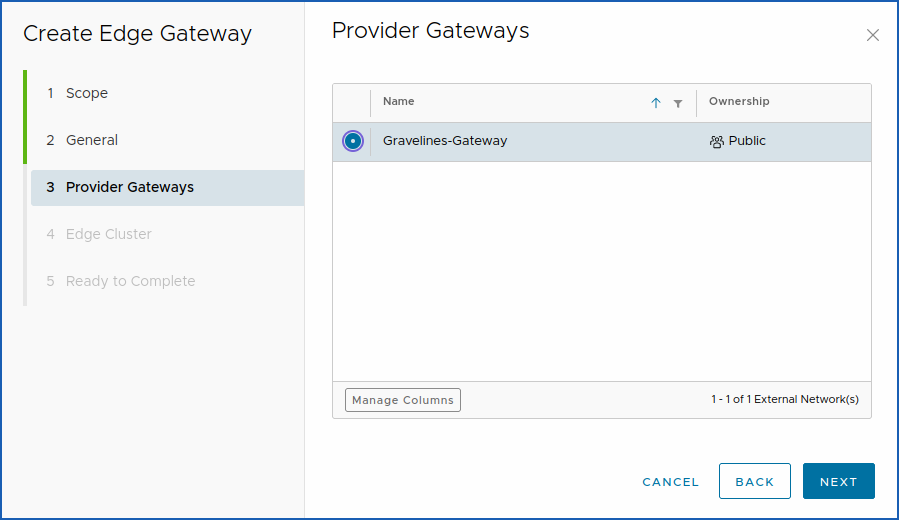 Create Edge Gateway
1 Scope
2 General
3 Provider Gateways
4 Edge Cluster
5 Ready to Complete
Provider Gateways
Name Ownership
Gravelines-Gateway Public
Manage Columns 1 - 1 of 1 External Network(s)
CANCEL BACK NEXT